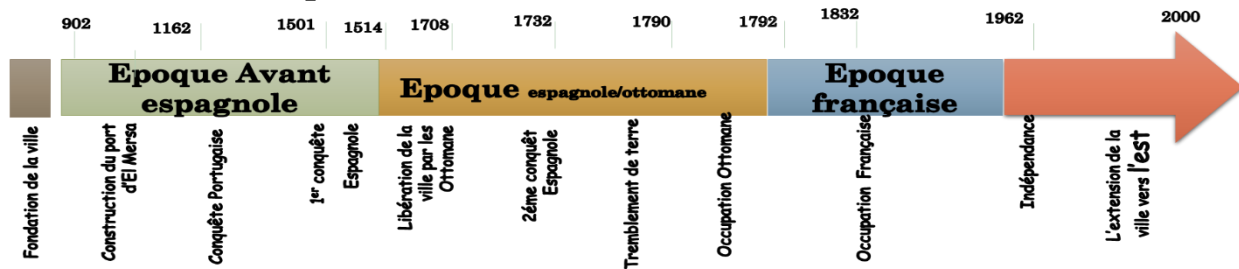 902
1162
1501
1514
1708
1732
1790
1792
1832
1962
2000
Epoque Avant
espagnole
Epoque espagnole/ottomane
Epoque
française
Fondation de la ville
Construction du port
d'El Mersa
Conquête Portugaise
1er conquête
Espagnole
Libération de la
ville par les
Ottomane
2éme conquêt
Espagnole
Tremblement de terre
Occupation Ottomane
Occupation Française
Indépendance
L'extension de la
ville vers l'est